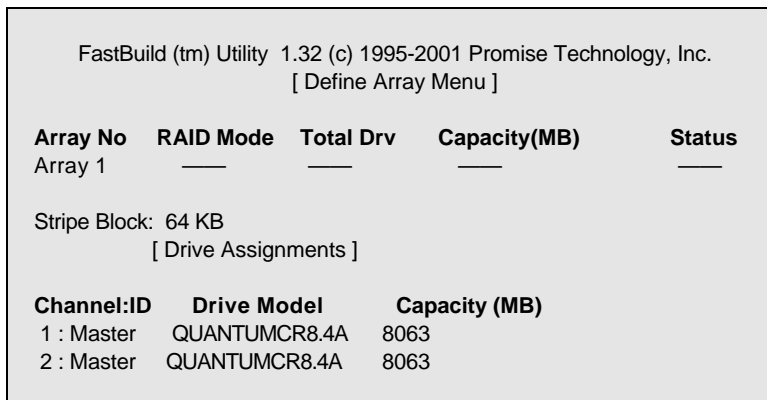 FastBuild (tm) Utility 1.32 (c) 1995-2001 Promise Technology, Inc.
[ Define Array Menu ]
Array No RAID Mode Total Drv Capacity(MB) Status
Array 1 —— —— —— ——
Stripe Block: 64 KB
[ Drive Assignments ]
Channel:ID Drive Model Capacity (MB)
1 : Master QUANTUMCR8.4A 8063
2 : Master QUANTUMCR8.4A 8063